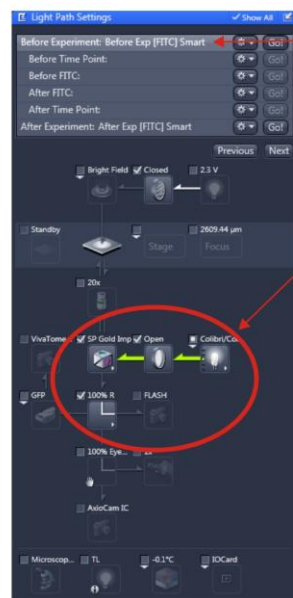 Light Path Settings Show All
Before Experiment: Before Exp [FITC] Smart Go!
Before Time Point: Go!
Before FITC: Go!
After FITC: Go!
After Time Point: Go!
After Experiment: After Exp [FITC] Smart Go!
Previous Next
Bright Field Closed 2.3 V
Standby 2609.44 µm
Stage Focus
20x
VivaTome SP Gold Imp Open Colibri/Col
GFP 100% R FLASH
100% Eye...
AxioCam IC
Microscop... TL -0.1°C IOCard